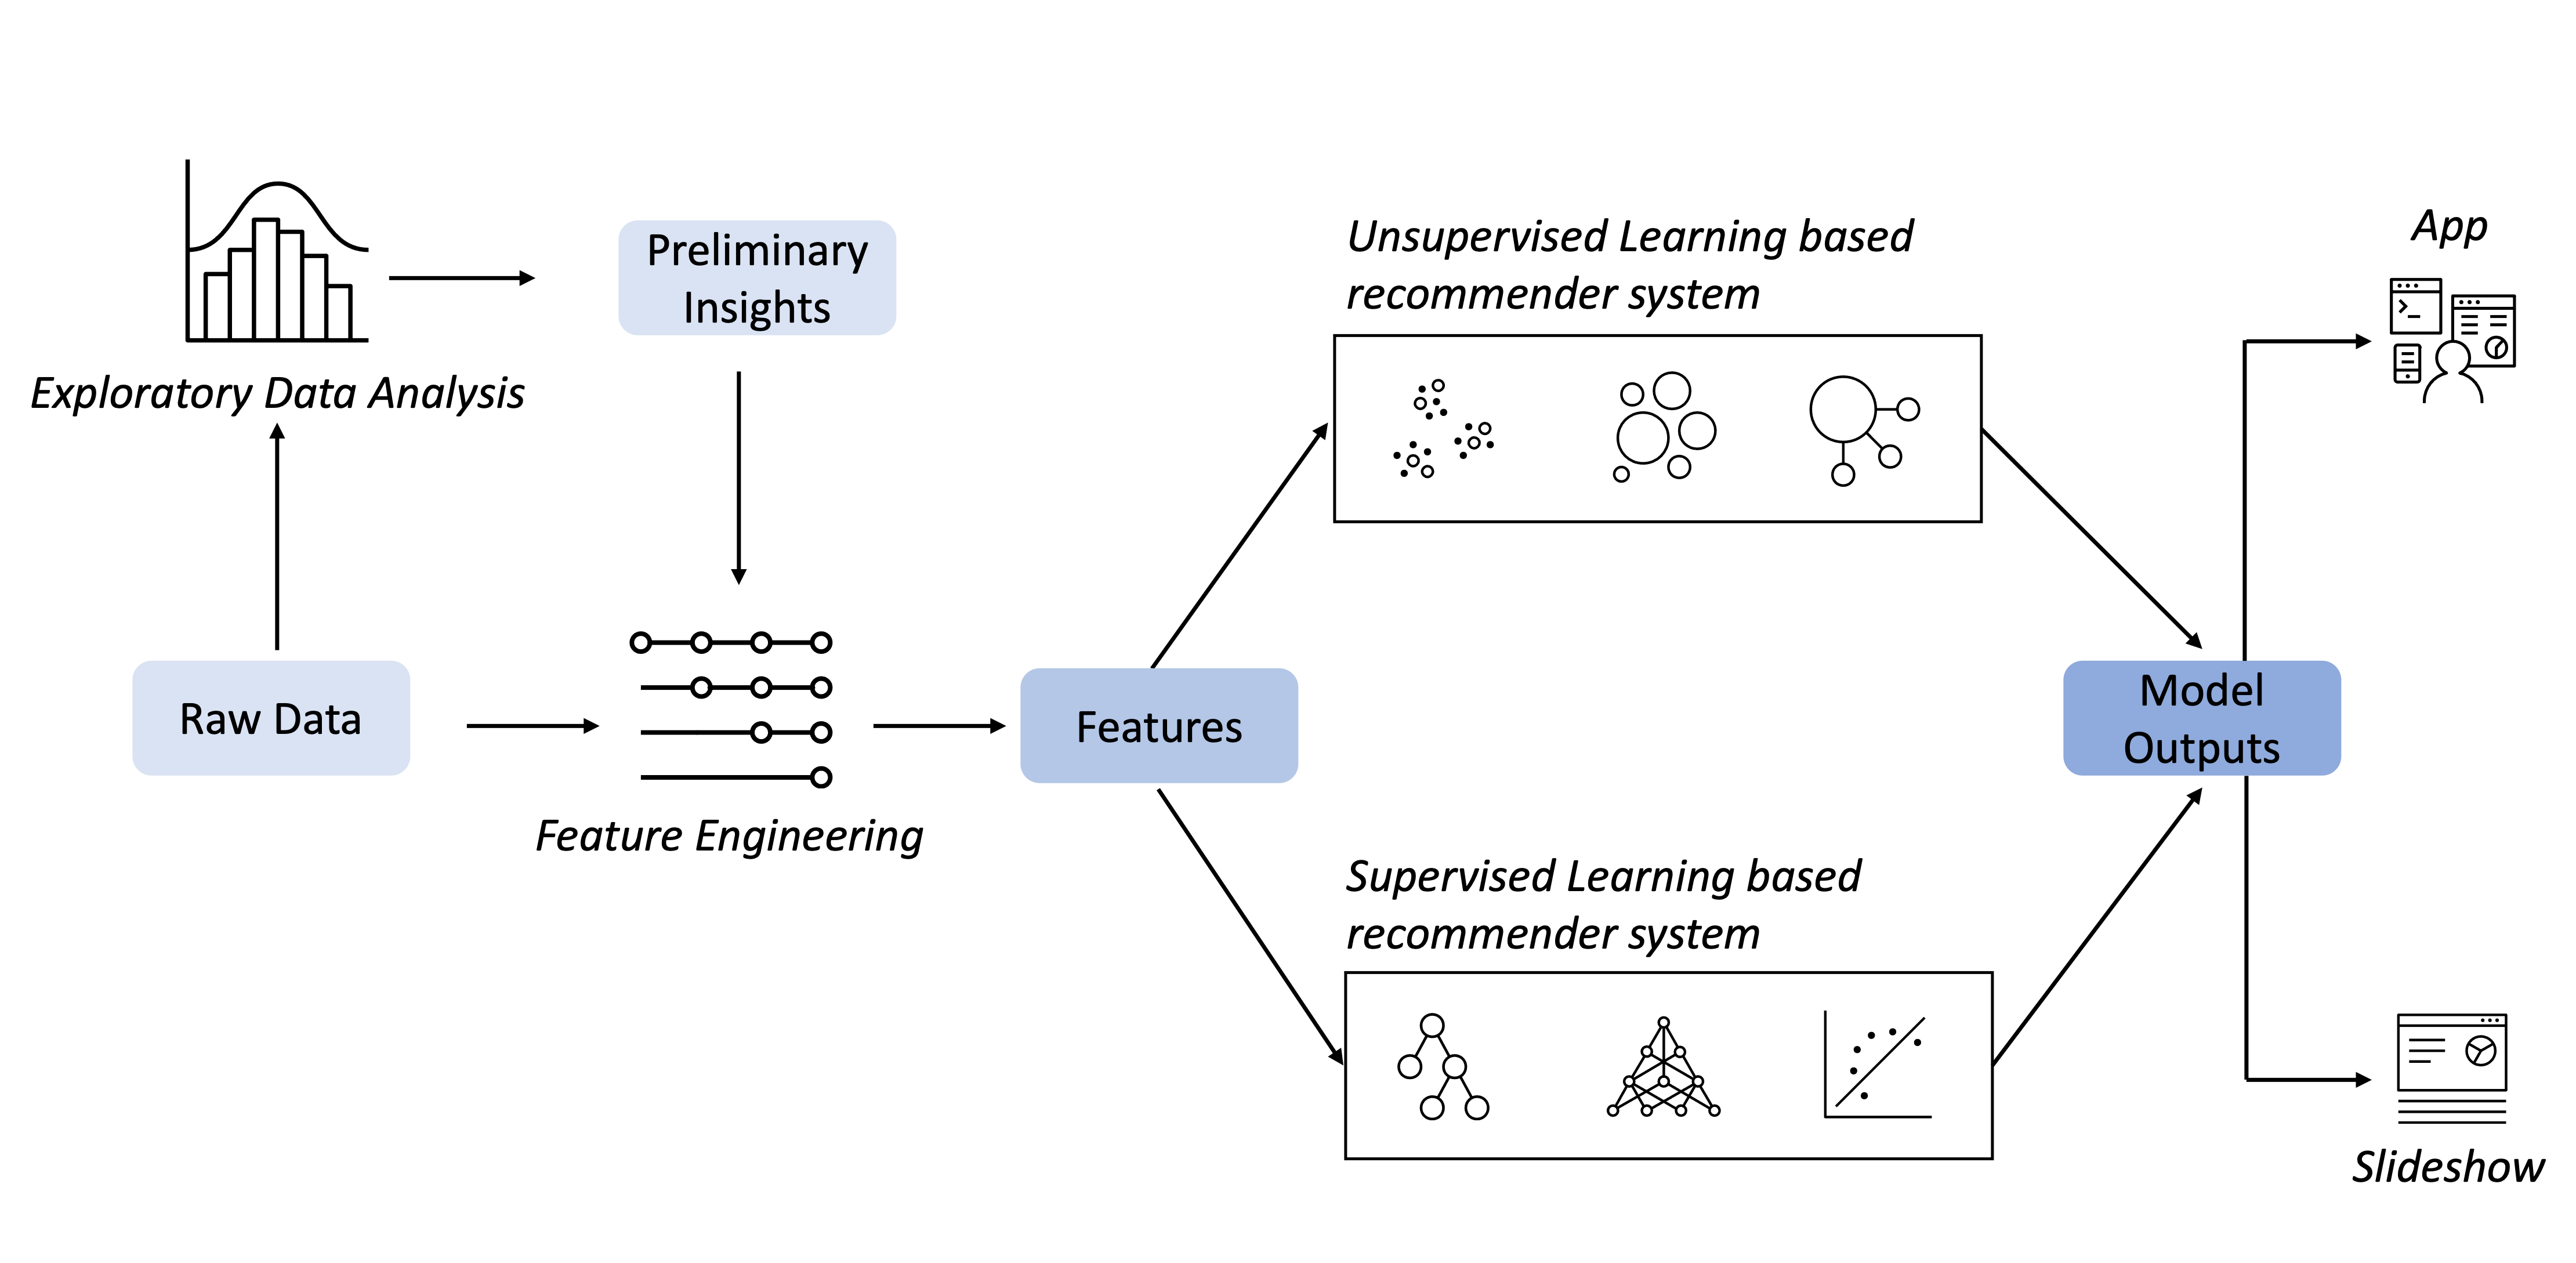 Exploratory Data Analysis
Preliminary
Insights
Raw Data
Feature Engineering
Features
Unsupervised Learning based
recommender system
Supervised Learning based
recommender system
Model
Outputs
App
Slideshow